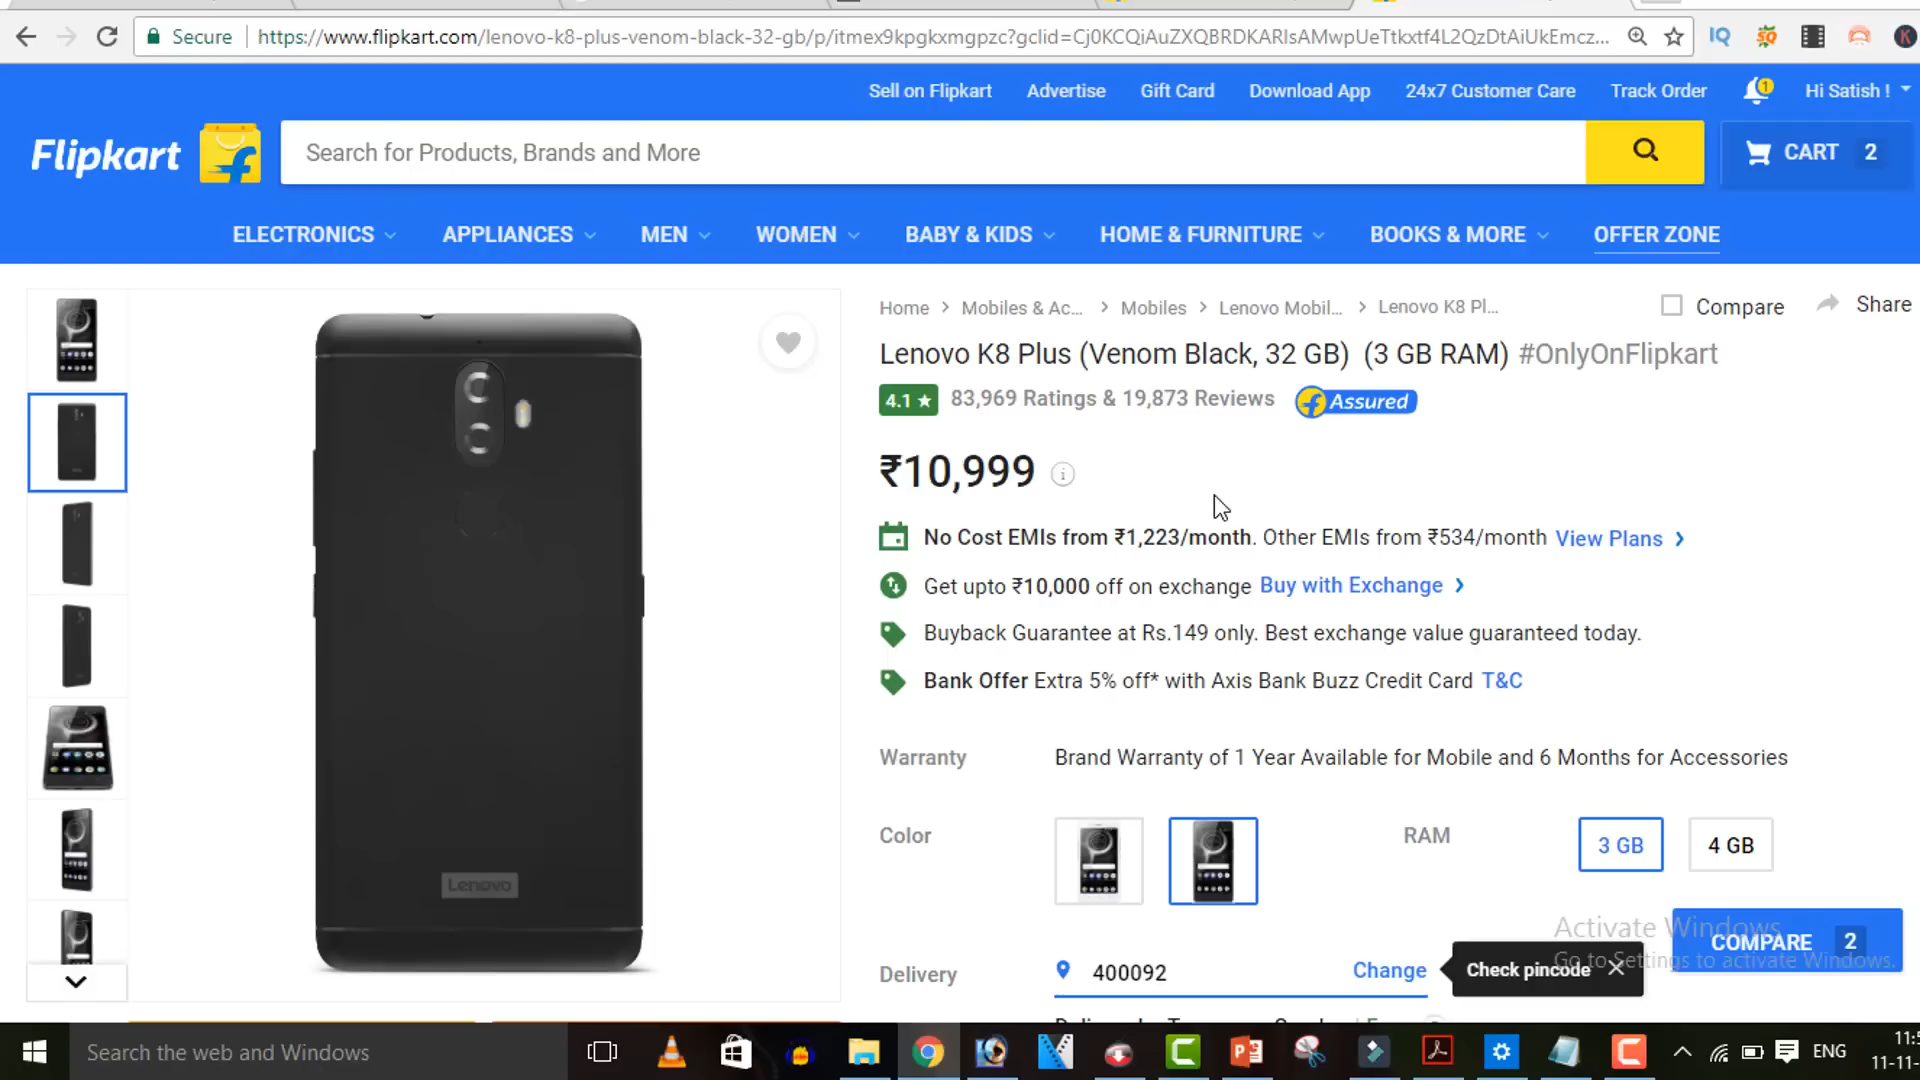 Secure https://www.flipkart.com/lenovo-k8-plus-venom-black-32-gb/p/itmex9kpgkxmgpzc?gclid=Cj0KCQiAuZXQBRDKARIsAMwpUeTtkxtf4L2QzDtAiUkEmcz...
IQ
SQ
K
Sell on Flipkart Advertise Gift Card Download App 24x7 Customer Care Track Order 1 Hi Satish !
Flipkart
Search for Products, Brands and More
CART 2
ELECTRONICS APPLIANCES MEN WOMEN BABY & KIDS HOME & FURNITURE BOOKS & MORE OFFER ZONE
Home > Mobiles & Ac... > Mobiles > Lenovo Mobil... > Lenovo K8 Pl...
Compare Share
Lenovo K8 Plus (Venom Black, 32 GB) (3 GB RAM) #OnlyOnFlipkart
4.1 ★ 83,969 Ratings & 19,873 Reviews Assured
₹10,999
No Cost EMIs from ₹1,223/month. Other EMIs from ₹534/month View Plans >
Get upto ₹10,000 off on exchange Buy with Exchange >
Buyback Guarantee at Rs.149 only. Best exchange value guaranteed today.
Bank Offer Extra 5% off* with Axis Bank Buzz Credit Card T&C
Warranty Brand Warranty of 1 Year Available for Mobile and 6 Months for Accessories
Color RAM 3 GB 4 GB
Lenovo
Activate Windows
COMPARE 2
Go to Settings to activate Windows.
Delivery 400092 Change Check pincode ×
Search the web and Windows
ENG
11:5
11-11-